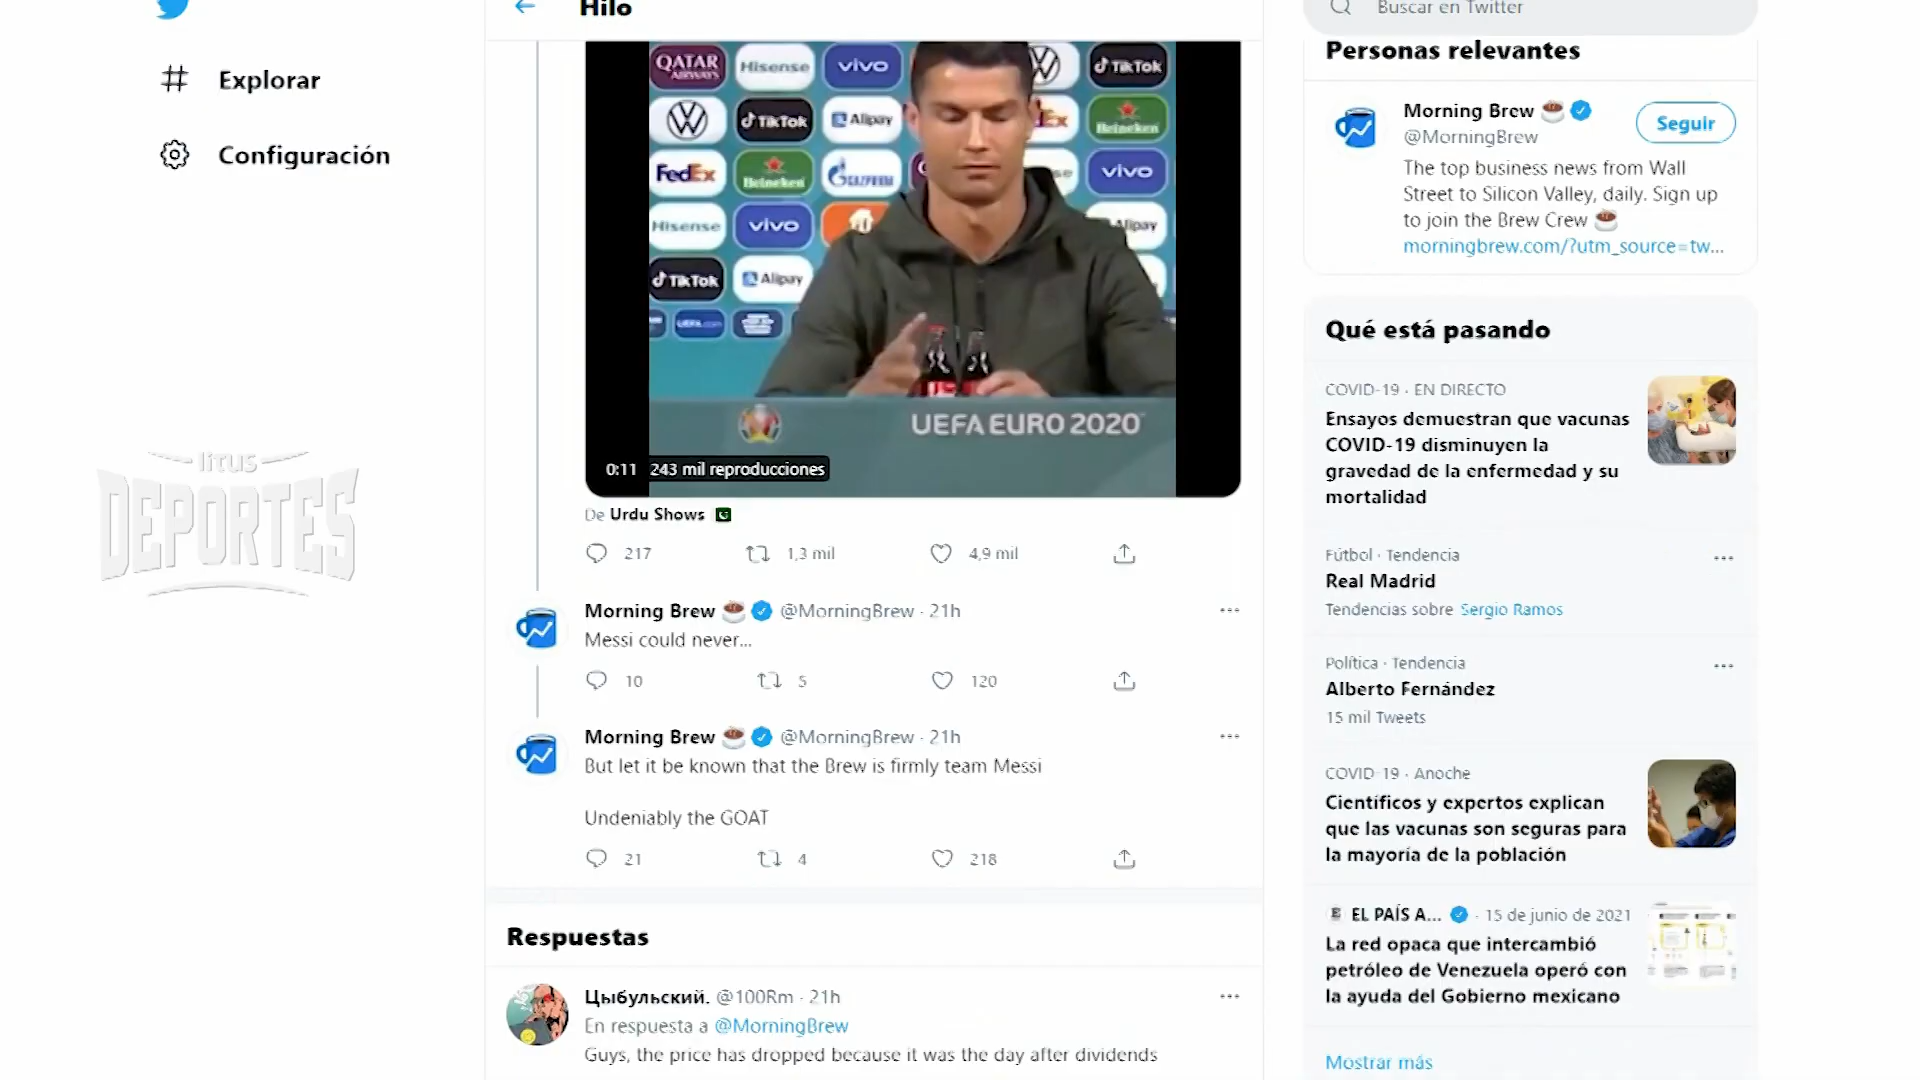 Explorar
Configuración
litus
DEPORTES
Hilo
QATAR
AIRWAYS
Hisense
vivo
TikTok
TikTok
Alipay
Heineken
FedEx
Heineken
GAZPROM
vivo
Hisense
vivo
Alipay
TikTok
Alipay
UEFA.com
UEFA EURO 2020
0:11 243 mil reproducciones
De Urdu Shows
217 1,3 mil 4,9 mil
Morning Brew @MorningBrew · 21h
Messi could never...
10 5 120
Morning Brew @MorningBrew · 21h
But let it be known that the Brew is firmly team Messi
Undeniably the GOAT
21 4 218
Respuestas
Цыбульский. @100Rm · 21h
En respuesta a @MorningBrew
Guys, the price has dropped because it was the day after dividends
Buscar en Twitter
Personas relevantes
Morning Brew
@MorningBrew
Seguir
The top business news from Wall
Street to Silicon Valley, daily. Sign up
to join the Brew Crew
morningbrew.com/?utm_source=tw...
Qué está pasando
COVID-19 · EN DIRECTO
Ensayos demuestran que vacunas
COVID-19 disminuyen la
gravedad de la enfermedad y su
mortalidad
Fútbol · Tendencia
Real Madrid
Tendencias sobre Sergio Ramos
Política · Tendencia
Alberto Fernández
15 mil Tweets
COVID-19 · Anoche
Científicos y expertos explican
que las vacunas son seguras para
la mayoría de la población
EL PAÍS A... · 15 de junio de 2021
La red opaca que intercambió
petróleo de Venezuela operó con
la ayuda del Gobierno mexicano
Mostrar más